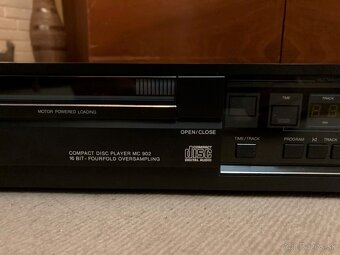 MOTOR POWERED LOADING
OPEN/CLOSE
COMPACT DISC PLAYER MC 902
16 BIT - FOURFOLD OVERSAMPLING
COMPACT
disc
DIGITAL AUDIO
TIME
TRACK
TIME/TRACK
PROGRAM
TRACK